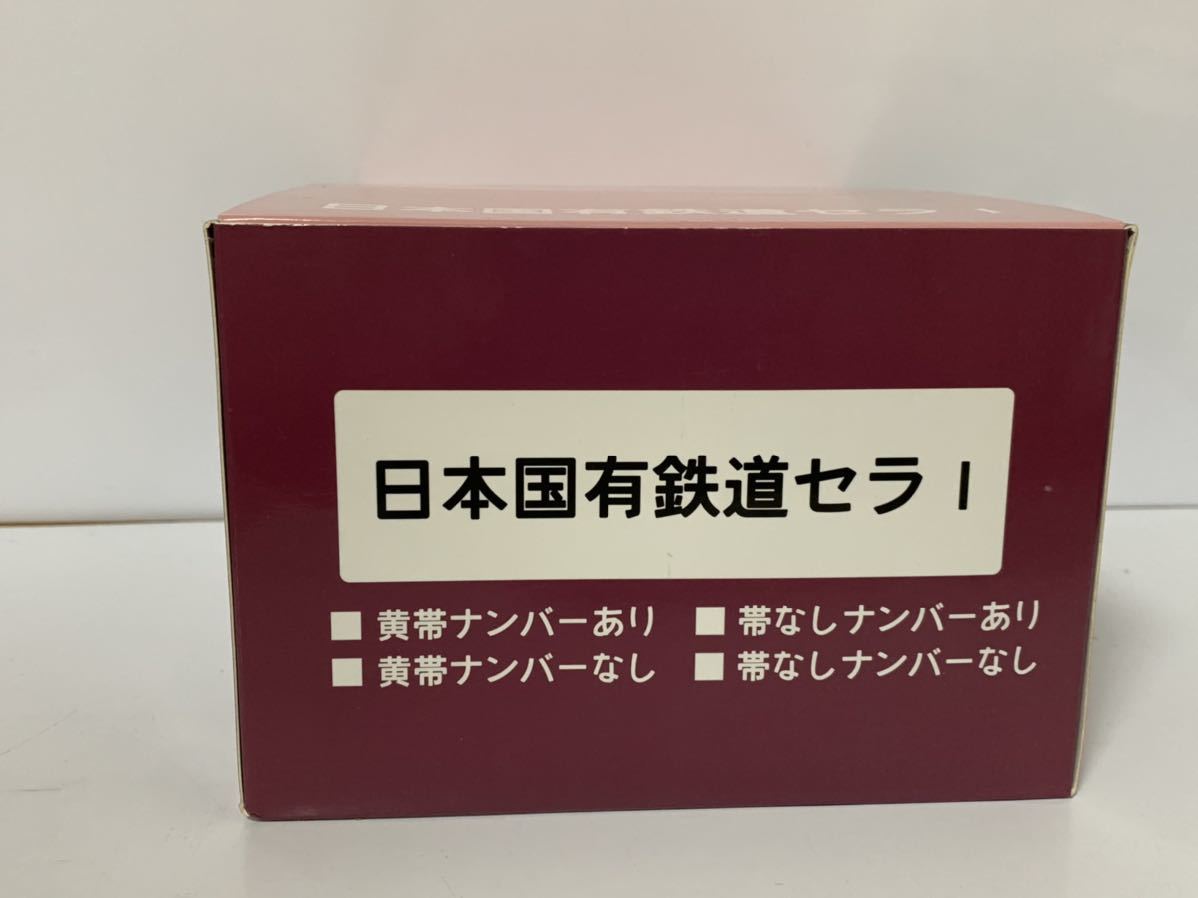 日本国有鉄道セラ1
日本国有鉄道セラ1
■ 黄帯ナンバーあり ■ 帯なしナンバーあり
■ 黄帯ナンバーなし ■ 帯なしナンバーなし